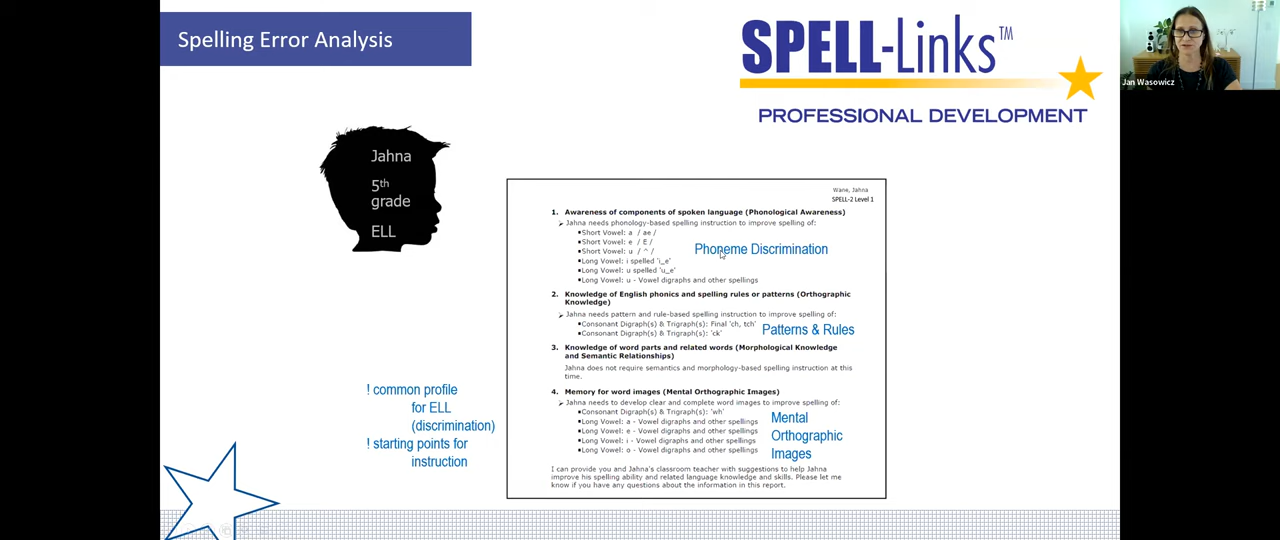 Spelling Error Analysis
SPELL-Links™
PROFESSIONAL DEVELOPMENT
Jan Wasowicz
Jahna
5th
grade
ELL
! common profile
for ELL
(discrimination)
! starting points for
instruction
Wane, Jahna
SPELL-2 Level 1
1. Awareness of components of spoken language (Phonological Awareness)
➢ Jahna needs phonology-based spelling instruction to improve spelling of:
▪Short Vowel: a / ae /
▪Short Vowel: e / E /
▪Short Vowel: u / ^ /
▪Long Vowel: i spelled 'i_e'
▪Long Vowel: u spelled 'u_e'
▪Long Vowel: u - Vowel digraphs and other spellings
Phoneme Discrimination
2. Knowledge of English phonics and spelling rules or patterns (Orthographic
Knowledge)
➢ Jahna needs pattern and rule-based spelling instruction to improve spelling of:
▪Consonant Digraph(s) & Trigraph(s): Final 'ch, tch'
▪Consonant Digraph(s) & Trigraph(s): 'ck'
Patterns & Rules
3. Knowledge of word parts and related words (Morphological Knowledge
and Semantic Relationships)
Jahna does not require semantics and morphology-based spelling instruction at this
time.
4. Memory for word images (Mental Orthographic Images)
➢ Jahna needs to develop clear and complete word images to improve spelling of:
▪Consonant Digraph(s) & Trigraph(s): 'wh'
▪Long Vowel: a - Vowel digraphs and other spellings
▪Long Vowel: e - Vowel digraphs and other spellings
▪Long Vowel: i - Vowel digraphs and other spellings
▪Long Vowel: o - Vowel digraphs and other spellings
Mental
Orthographic
Images
I can provide you and Jahna's classroom teacher with suggestions to help Jahna
improve his spelling ability and related language knowledge and skills. Please let me
know if you have any questions about the information in this report.